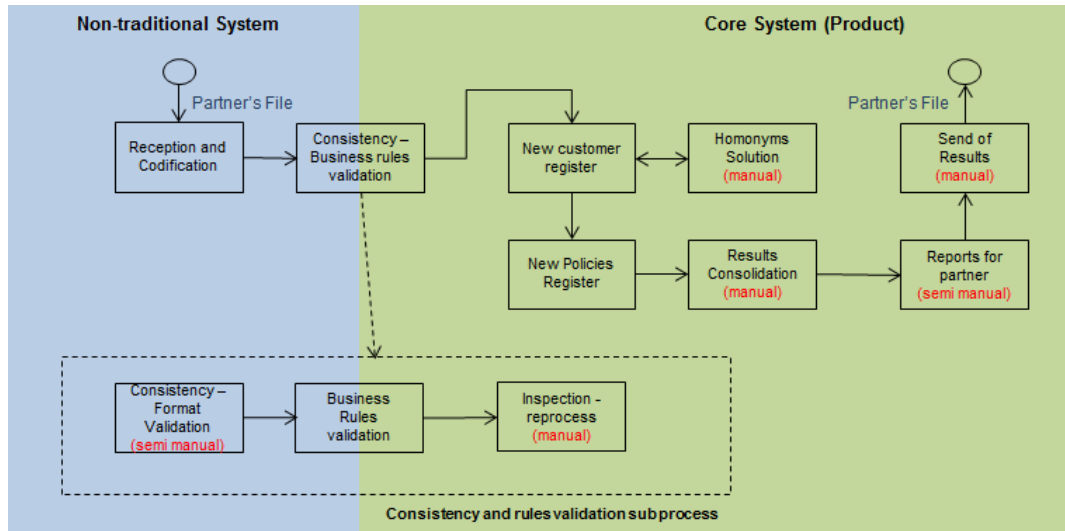 Non-traditional System
Core System (Product)
Partner's File
Partner's File
Reception and
Codification
Consistency –
Business rules
validation
New customer
register
Homonyms
Solution
(manual)
Send of
Results
(manual)
New Policies
Register
Results
Consolidation
(manual)
Reports for
partner
(semi manual)
Consistency –
Format
Validation
(semi manual)
Business
Rules
validation
Inspection -
reprocess
(manual)
Consistency and rules validation sub process